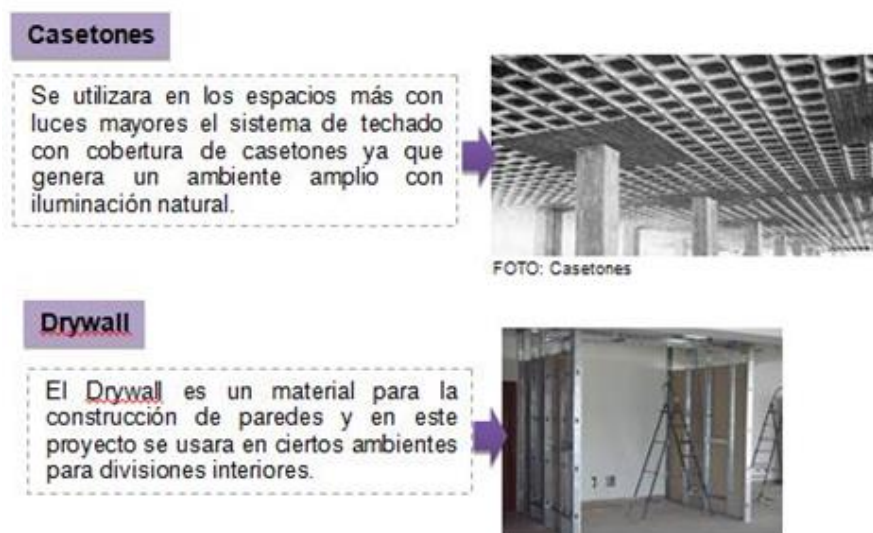 Casetones
Se utilizara en los espacios más con
luces mayores el sistema de techado
con cobertura de casetones ya que
genera un ambiente amplio con
iluminación natural.
FOTO: Casetones
Drywall
El Drywall es un material para la
construcción de paredes y en este
proyecto se usara en ciertos ambientes
para divisiones interiores.